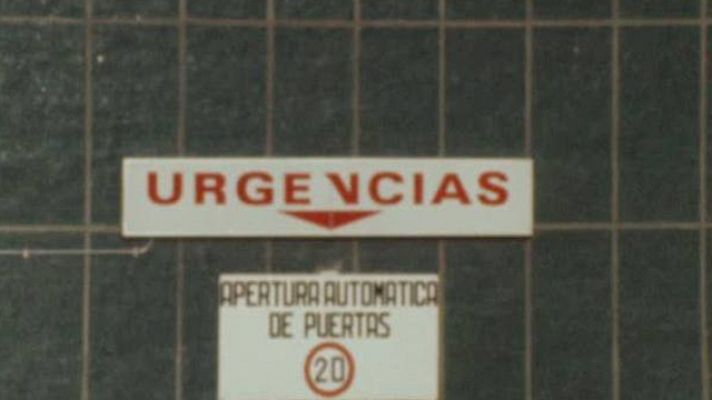 URGENCIAS
APERTURA AUTOMATICA
DE PUERTAS
20